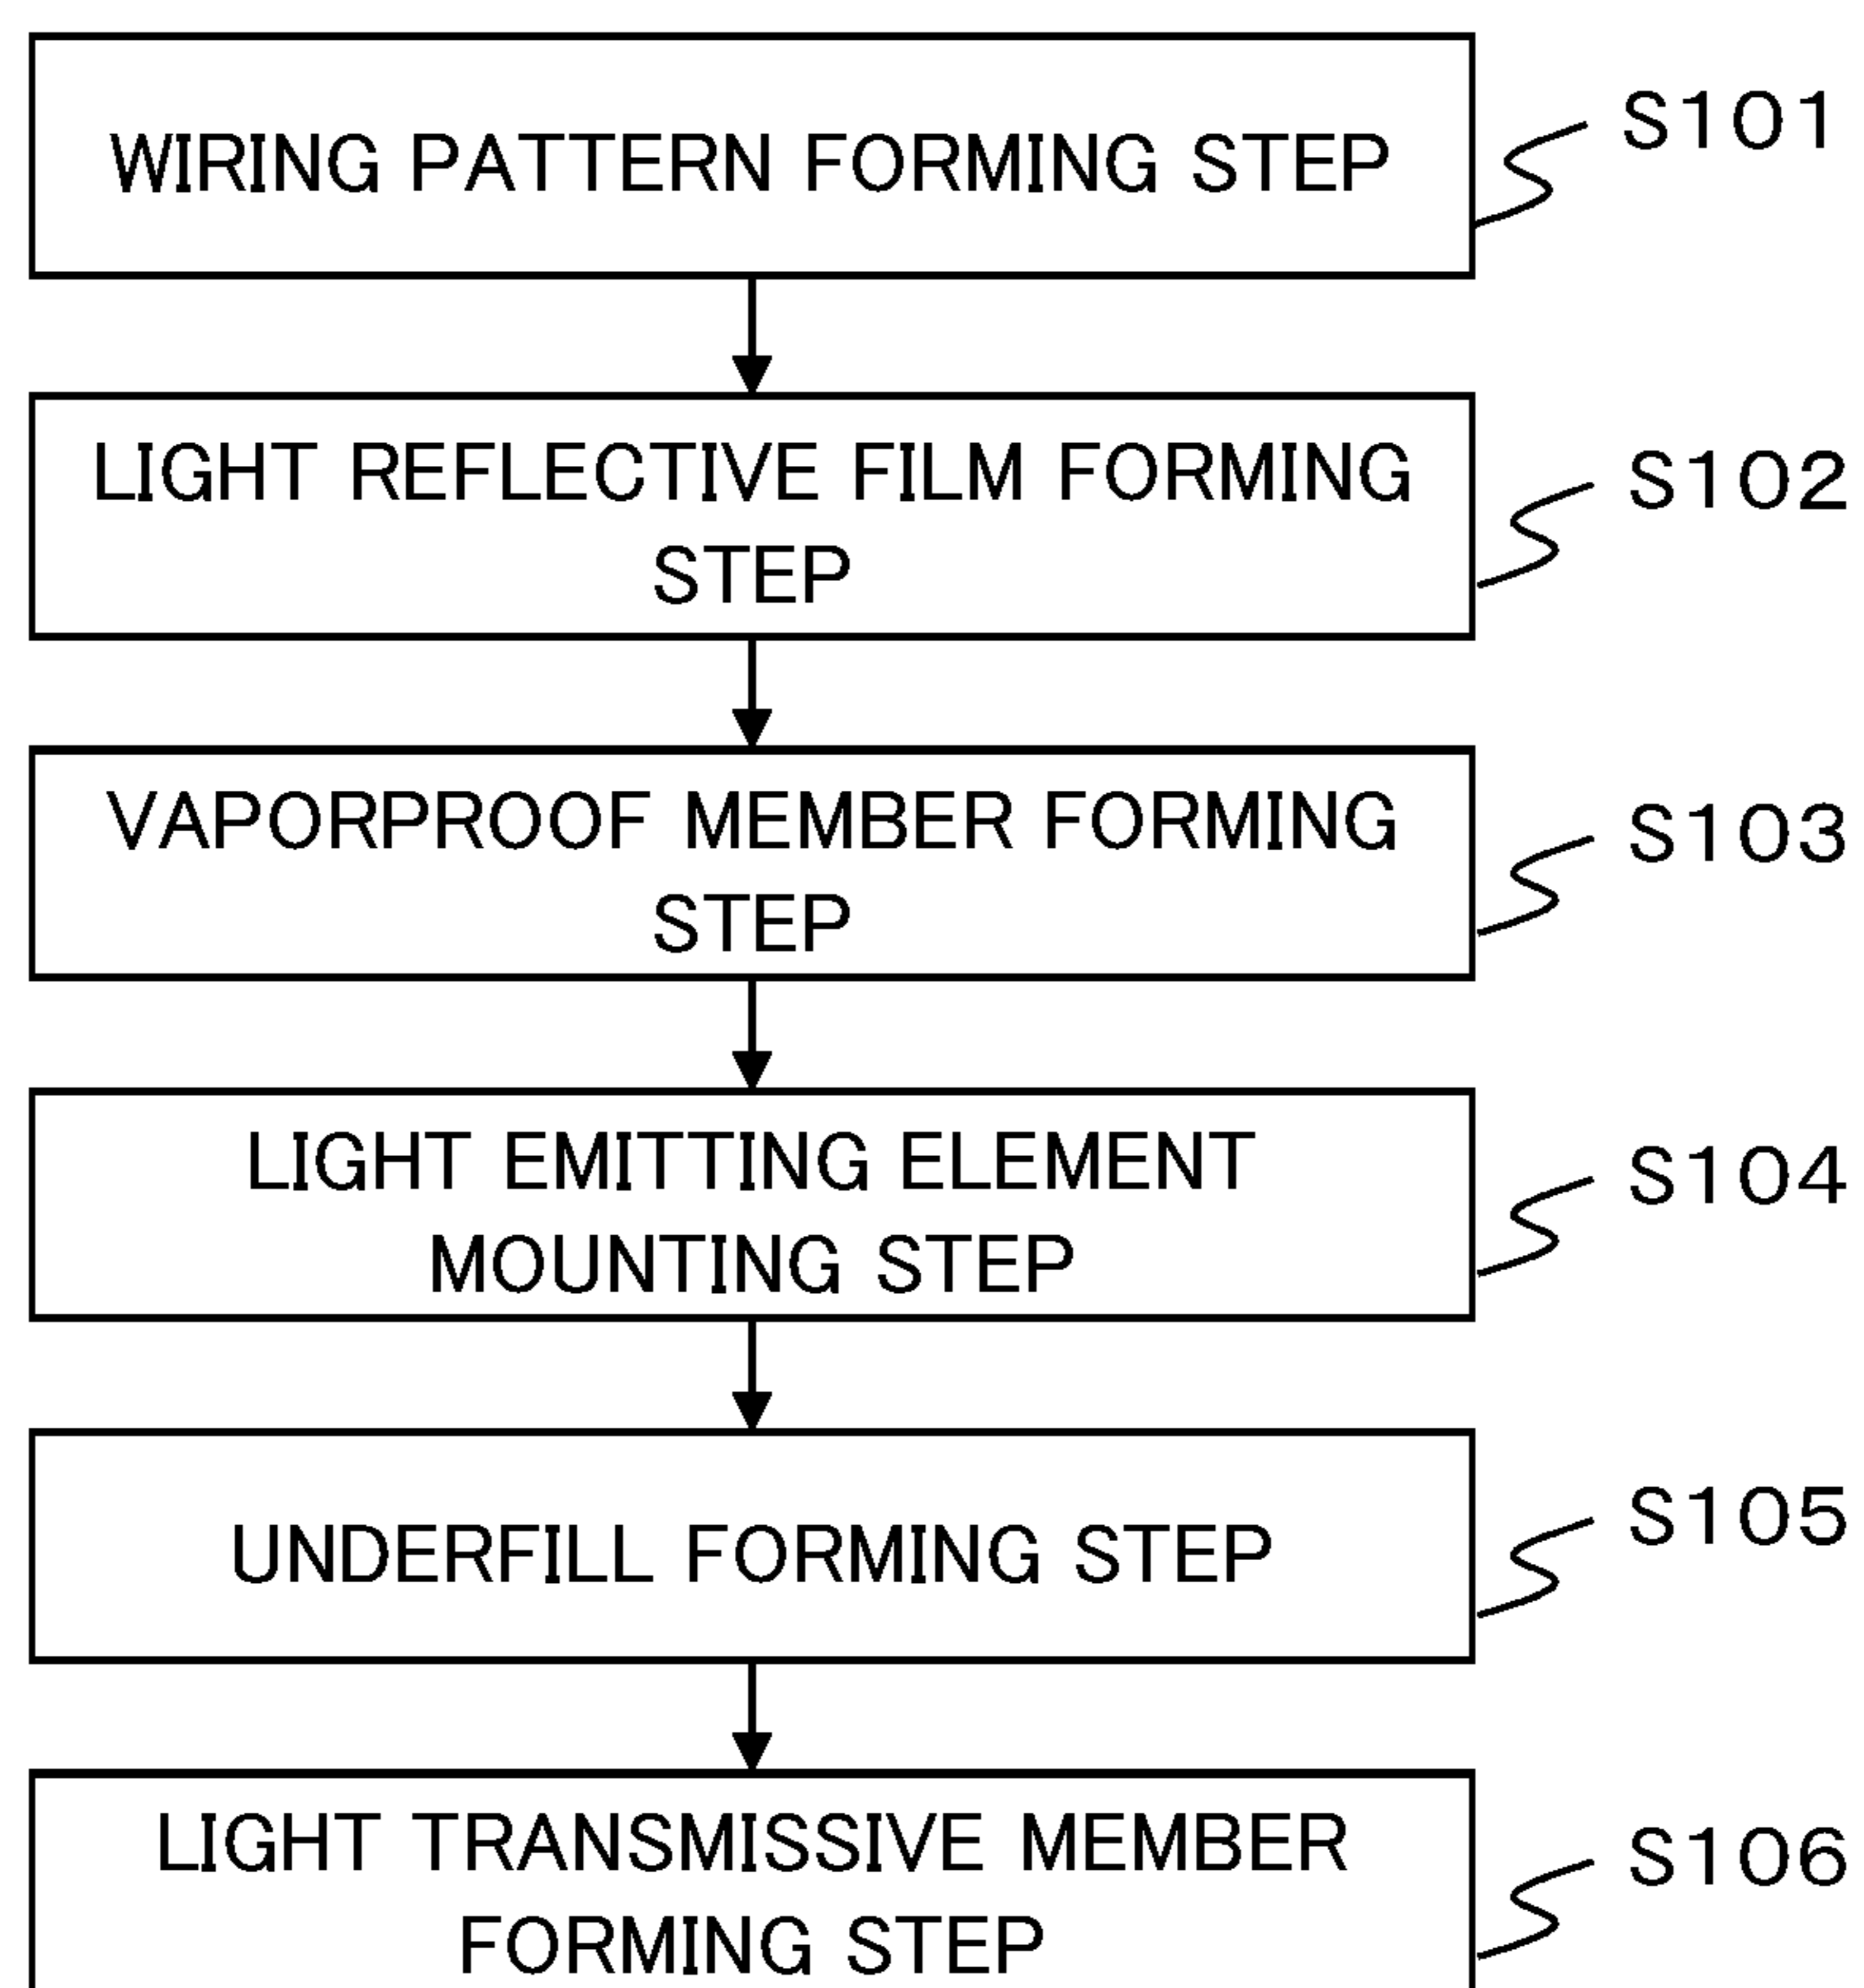 WIRING PATTERN FORMING STEP
S101
LIGHT REFLECTIVE FILM FORMING
STEP
S102
VAPORPROOF MEMBER FORMING
STEP
S103
LIGHT EMITTING ELEMENT
MOUNTING STEP
S104
UNDERFILL FORMING STEP
S105
LIGHT TRANSMISSIVE MEMBER
FORMING STEP
S106